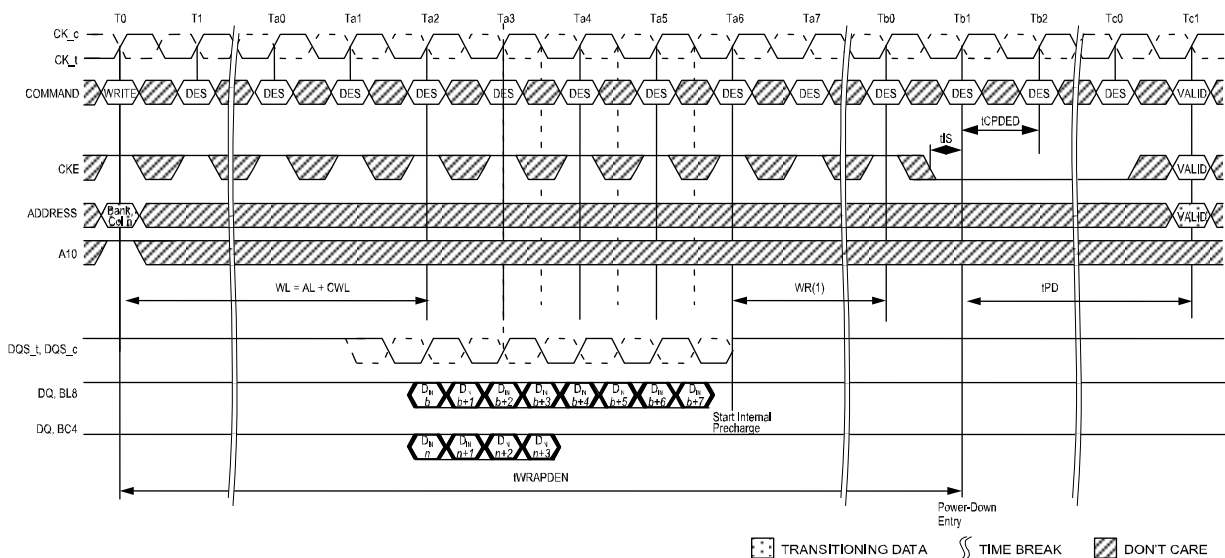 T0 T1 Ta0 Ta1 Ta2 Ta3 Ta4 Ta5 Ta6 Ta7 Tb0 Tb1 Tb2 Tc0 Tc1
CK_c
CK_t
COMMAND WRITE DES DES DES DES DES DES DES DES DES DES DES DES DES VALID
tCPDED
tIS
CKE VALID
ADDRESS Bank, Col n VALID
A10
WL = AL + CWL WR(1) tPD
DQS_t, DQS_c
DQ, BL8 DIN b DIN b+1 DIN b+2 DIN b+3 DIN b+4 DIN b+5 DIN b+6 DIN b+7
Start Internal
Precharge
DQ, BC4 DIN n DIN n+1 DIN n+2 DIN n+3
tWRAPDEN
Power-Down
Entry
TRANSITIONING DATA TIME BREAK DON'T CARE